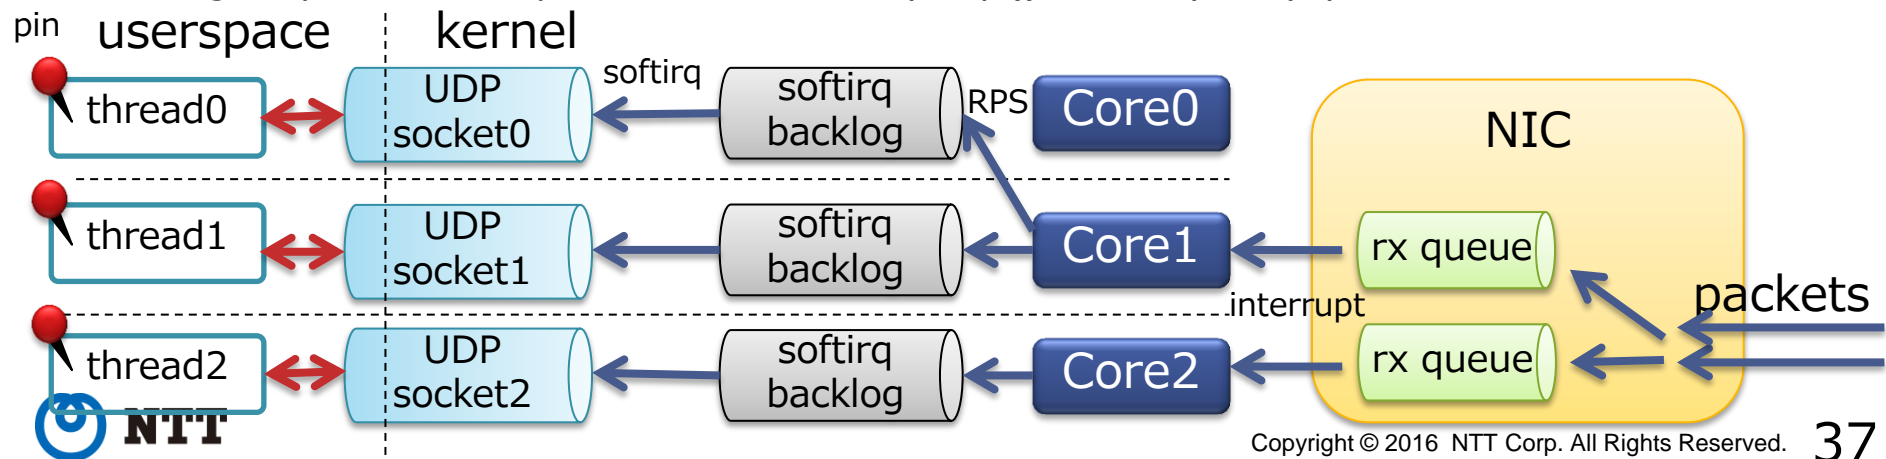 pin userspace kernel
thread0
UDP
socket0
softirq
softirq
backlog
RPS
Core0
NIC
thread1
UDP
socket1
softirq
backlog
Core1
rx queue
interrupt
packets
thread2
UDP
socket2
softirq
backlog
Core2
rx queue
NTT
Copyright © 2016 NTT Corp. All Rights Reserved.
37